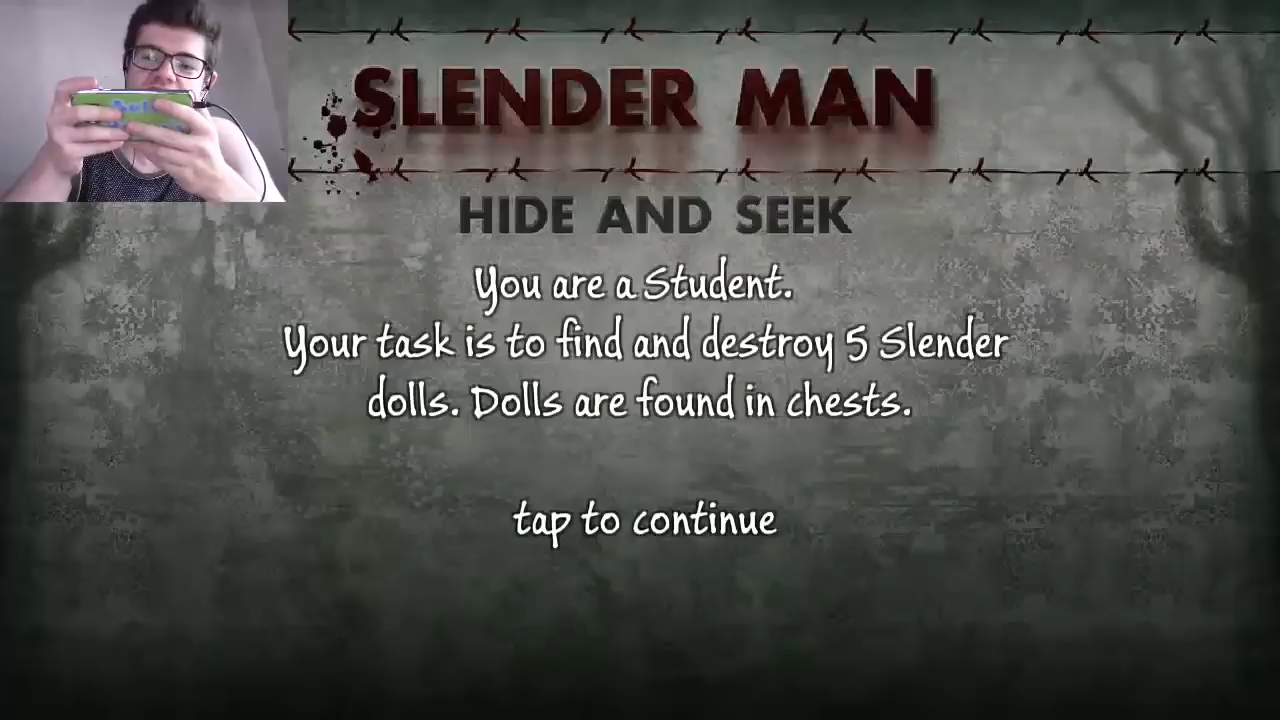 SLENDER MAN
HIDE AND SEEK
You are a Student.
Your task is to find and destroy 5 Slender
dolls. Dolls are found in chests.
tap to continue